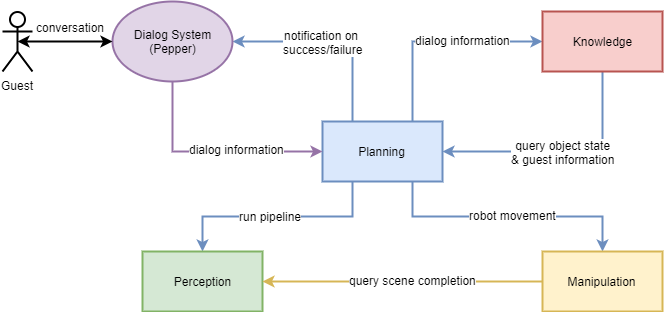 conversation
Dialog System
(Pepper)
Guest
notification on
success/failure
dialog information
Knowledge
dialog information
Planning
query object state
& guest information
run pipeline
robot movement
Perception
query scene completion
Manipulation